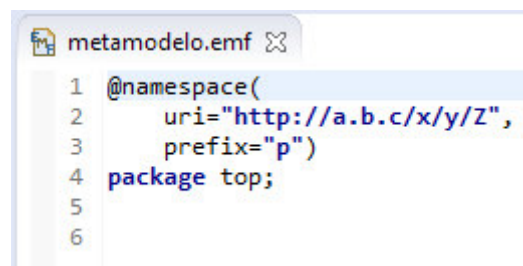 metamodelo.emf
1 @namespace(
2 uri="http://a.b.c/x/y/Z",
3 prefix="p")
4 package top;
5
6